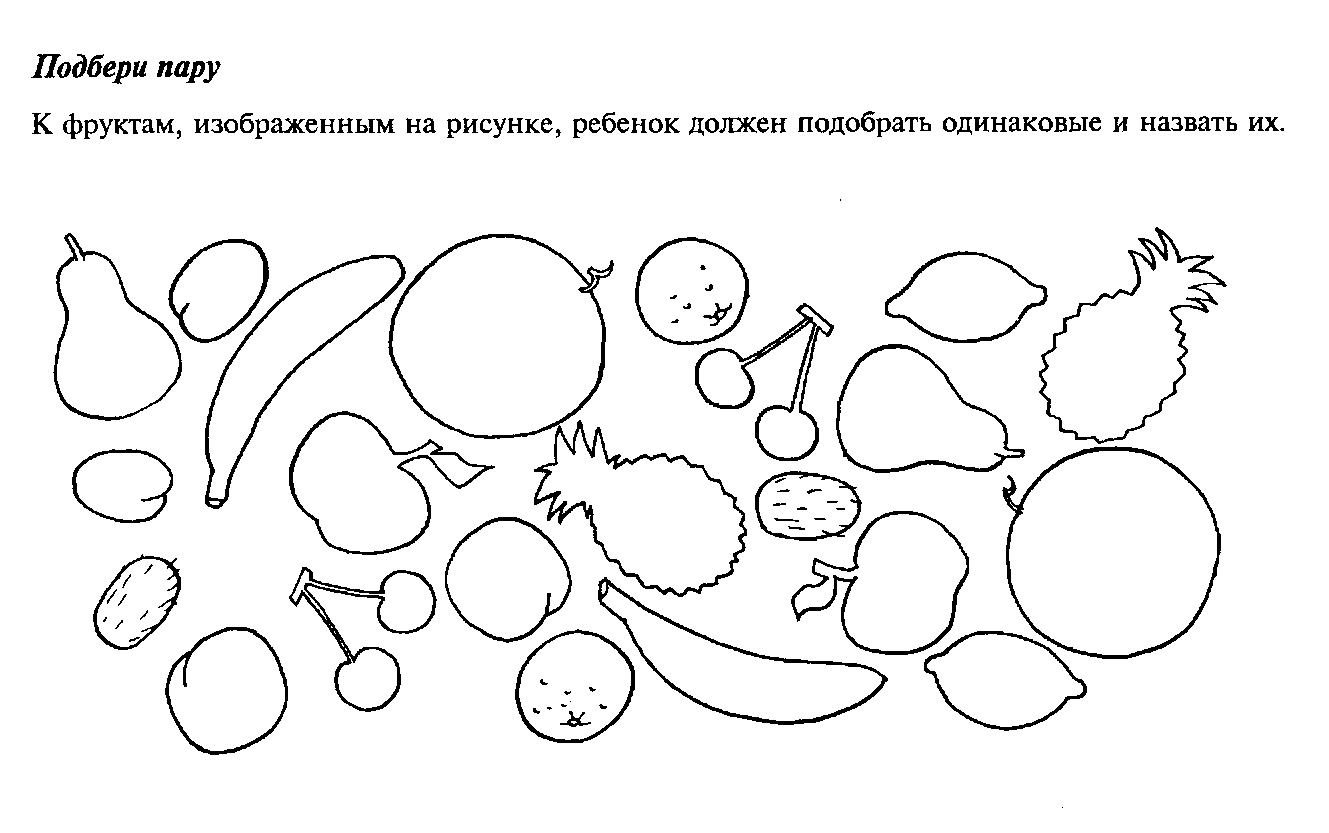 Подбери пару
К фруктам, изображенным на рисунке, ребенок должен подобрать одинаковые и назвать их.